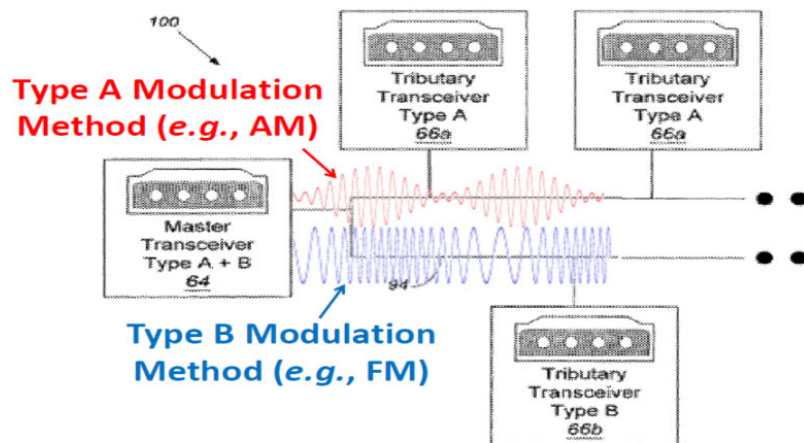 100
Type A Modulation
Method (e.g., AM)
Tributary
Transceiver
Type A
66a
Tributary
Transceiver
Type A
66a
Master
Transceiver
Type A + B
64
94
Type B Modulation
Method (e.g., FM)
Tributary
Transceiver
Type B
66b